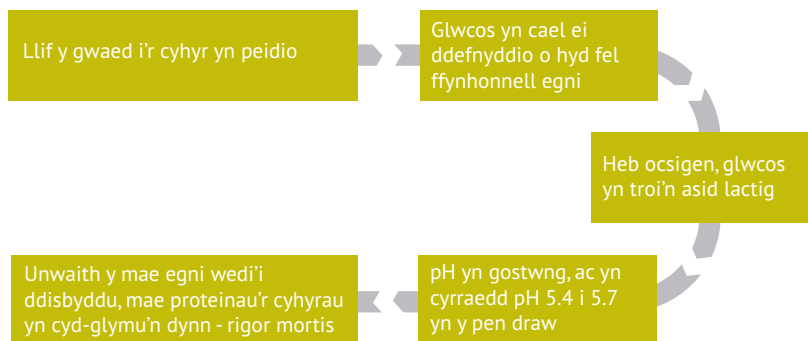 Llif y gwaed i'r cyhyr yn peidio
Glwcos yn cael ei
ddefnyddio o hyd fel
ffynhonnell egni
Heb ocsigen, glwcos
yn troi'n asid lactig
pH yn gostwng, ac yn
cyrraedd pH 5.4 i 5.7
yn y pen draw
Unwaith y mae egni wedi'i
ddisbyddu, mae proteinau'r cyhyrau
yn cyd-glymu'n dynn - rigor mortis